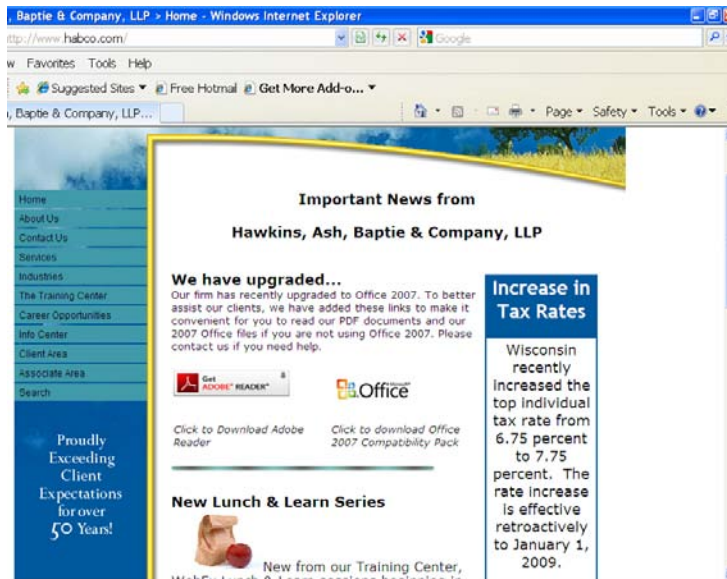 , Baptie & Company, LLP > Home - Windows Internet Explorer
ttp://www.habco.com/
Google
w Favorites Tools Help
Suggested Sites Free Hotmail Get More Add-o...
, Baptie & Company, LLP...
Page Safety Tools
Home
About Us
Contact Us
Services
Industries
The Training Center
Career Opportunities
Info Center
Client Area
Associate Area
Search
Proudly
Exceeding
Client
Expectations
for over
50 Years!
Important News from
Hawkins, Ash, Baptie & Company, LLP
We have upgraded...
Our firm has recently upgraded to Office 2007. To better
assist our clients, we have added these links to make it
convenient for you to read our PDF documents and our
2007 Office files if you are not using Office 2007. Please
contact us if you need help.
Get
ADOBE® READER®
Microsoft®
Office
Click to Download Adobe
Reader
Click to download Office
2007 Compatibility Pack
New Lunch & Learn Series
New from our Training Center,
WebEx Lunch & Learn sessions beginning in
Increase in
Tax Rates
Wisconsin
recently
increased the
top individual
tax rate from
6.75 percent
to 7.75
percent. The
rate increase
is effective
retroactively
to January 1,
2009.